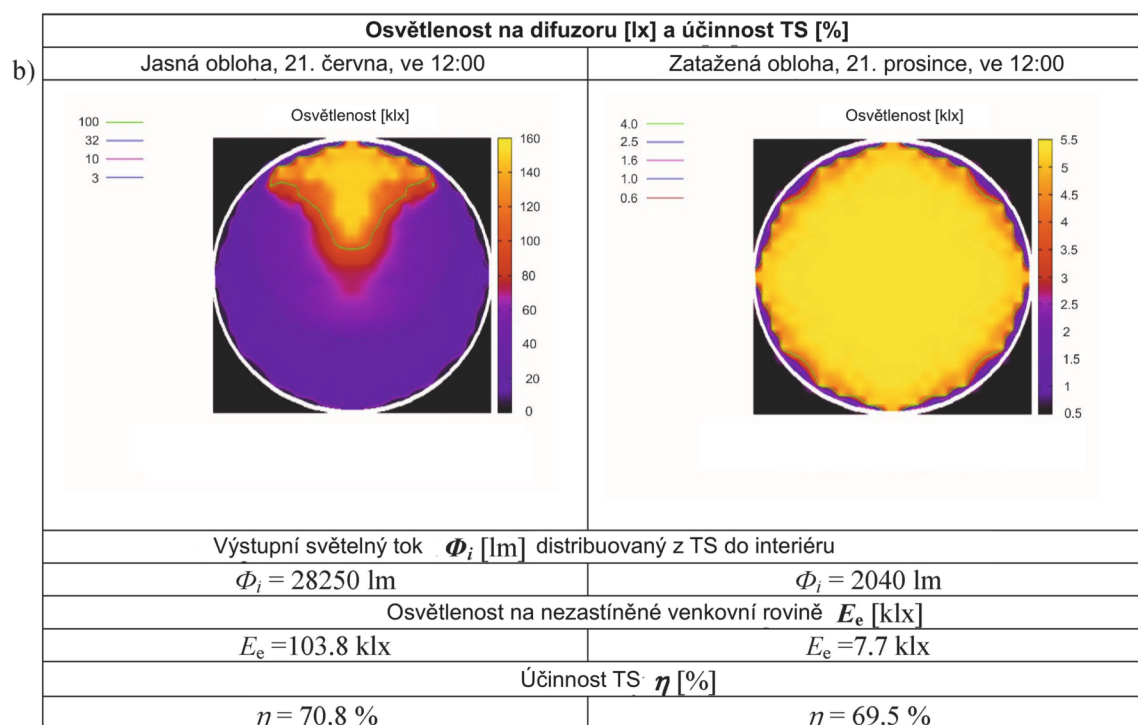 Osvětlenost na difuzoru [lx] a účinnost TS [%]
b)
Jasná obloha, 21. června, ve 12:00
Zatažená obloha, 21. prosince, ve 12:00
Osvětlenost [klx]
100
32
10
3
160
140
120
100
80
60
40
20
0
Osvětlenost [klx]
4.0
2.5
1.6
1.0
0.6
5.5
5
4.5
4
3.5
3
2.5
2
1.5
1
0.5
Výstupní světelný tok Φi [lm] distribuovaný z TS do interiéru
Φi = 28250 lm
Φi = 2040 lm
Osvětlenost na nezastíněné venkovní rovině Ee [klx]
Ee =103.8 klx
Ee =7.7 klx
Účinnost TS η [%]
η = 70.8 %
η = 69.5 %